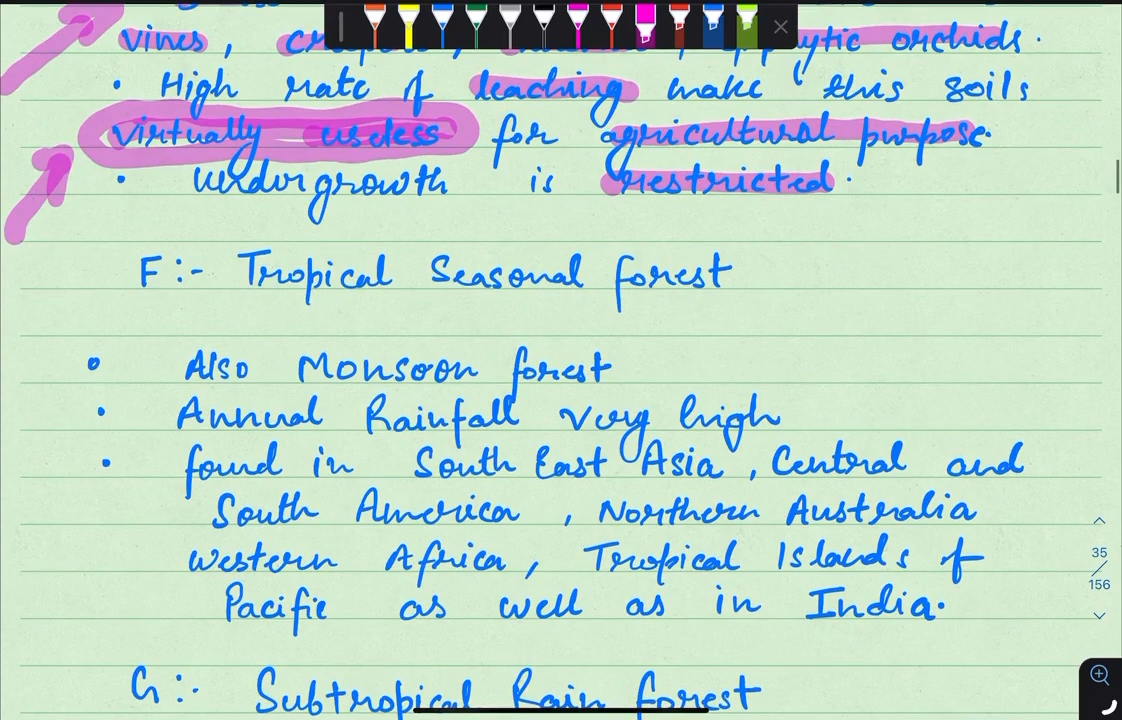 vines,
ytic orchids.
• High rate of leaching make this soils
virtually useless for agricultural purpose.
• undergrowth is restricted.
F:- Tropical Seasonal forest
• Also Monsoon forest
• Annual Rainfall very high
• found in South East Asia, Central and
South America, Northern Australia
western Africa, Tropical Islands of
Pacific as well as in India.
35
156
G:- Subtropical Rain forest